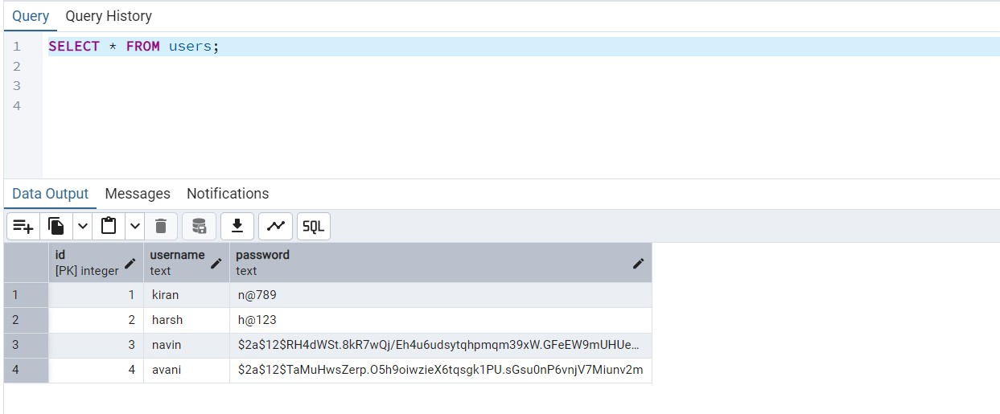 Query Query History
1 SELECT * FROM users;
2
3
4
Data Output Messages Notifications
SQL
id username password
[PK] integer text text
1 1 kiran n@789
2 2 harsh h@123
3 3 navin $2a$12$RH4dWSt.8kR7wQj/Eh4u6udsytqhpmqm39xW.GFeEW9mUHUe...
4 4 avani $2a$12$TaMuHwsZerp.O5h9oiwzieX6tqsgk1PU.sGsu0nP6vnjV7Miunv2m